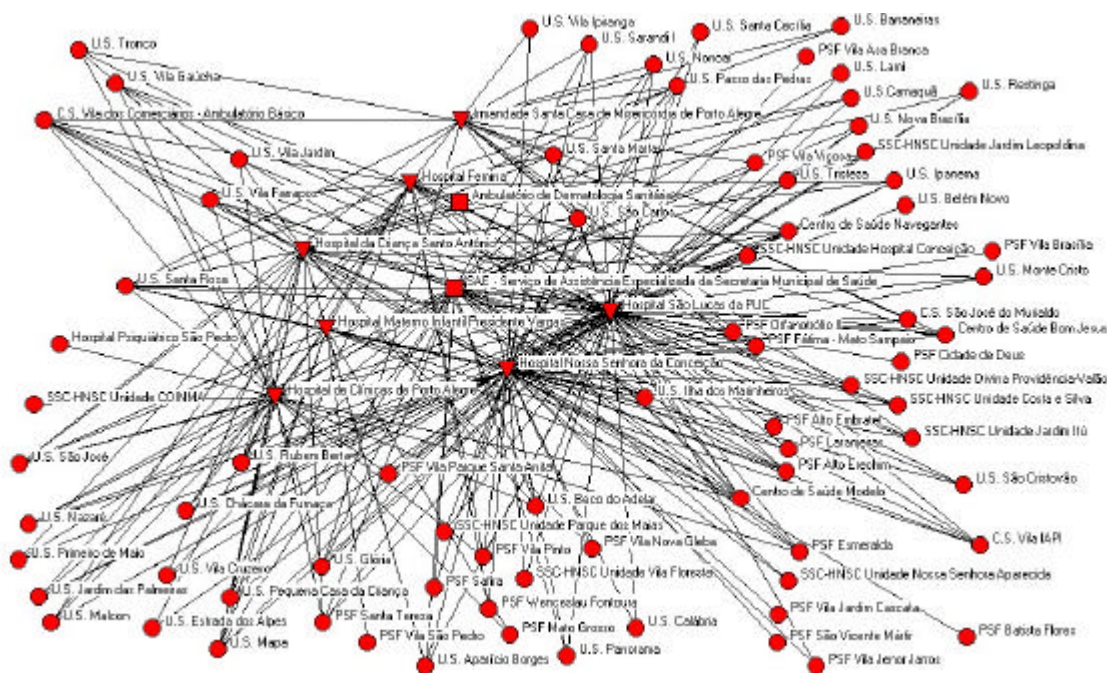 U.S. Tronco
U.S. Vila Ipiranga
U.S. Santa Cecília
U.S. Bananeiras
U.S. Sarandi I
PSF Vila Asa Branca
U.S. Nonoai
U.S. Vila Gaúcha
U.S. Lami
U.S. Passo das Pedras
U.S. Restinga
U.S. Camaquã
C.S. Vila dos Comerciários - Ambulatório Básico
Irmandade Santa Casa de Misericórdia de Porto Alegre
U.S. Nova Brasília
U.S. Santa Marta
SSC-HNSC Unidade Jardim Leopoldina
U.S. Vila Jardim
PSF Vila Viçosa
Hospital Femina
U.S. Tristeza
U.S. Ipanema
U.S. Vila Farrapos
Ambulatório de Dermatologia Sanitária
U.S. Belém Novo
U.S. São Carlos
Centro de Saúde Navegantes
Hospital da Criança Santo Antônio
SSC-HNSC Unidade Hospital Conceição
PSF Vila Brasília
U.S. Monte Cristo
U.S. Santa Rosa
SAE - Serviço de Assistência Especializada da Secretaria Municipal de Saúde
Hospital São Lucas da PUC
C.S. São José do Murialdo
Hospital Materno Infantil Presidente Vargas
PSF Orfanotrófio II
Centro de Saúde Bom Jesus
Hospital Psiquiátrico São Pedro
PSF Fátima - Mato Sampaio
PSF Cidade de Deus
Hospital Nossa Senhora da Conceição
SSC-HNSC Unidade Divina Providência-Valão
Hospital de Clínicas de Porto Alegre
U.S. Ilha dos Marinheiros
SSC-HNSC Unidade COINMA
SSC-HNSC Unidade Costa e Silva
PSF Alto Embratel
SSC-HNSC Unidade Jardim Itú
PSF Laranjeiras
U.S. São José
U.S. Rubem Berta
PSF Vila Parque Santa Anita
PSF Alto Erechim
U.S. São Cristovão
Centro de Saúde Modelo
U.S. Chácara da Fumaça
U.S. Beco do Adelar
U.S. Nazaré
SSC-HNSC Unidade Parque dos Maias
C.S. Vila IAPI
PSF Vila Pinto
PSF Vila Nova Gleba
PSF Esmeralda
U.S. Primeiro de Maio
U.S. Glória
U.S. Vila Cruzeiro
SSC-HNSC Unidade Vila Floresta
SSC-HNSC Unidade Nossa Senhora Aparecida
PSF Safira
U.S. Jardim das Palmeiras
U.S. Pequena Casa da Criança
PSF Wenceslau Fontoura
PSF Vila Jardim Cascata
U.S. Malcon
PSF Santa Tereza
U.S. Estrada dos Alpes
U.S. Calábria
PSF Mato Grosso
PSF Batista Flores
PSF Vila São Pedro
PSF São Vicente Mártir
U.S. Mapa
U.S. Panorama
U.S. Aparício Borges